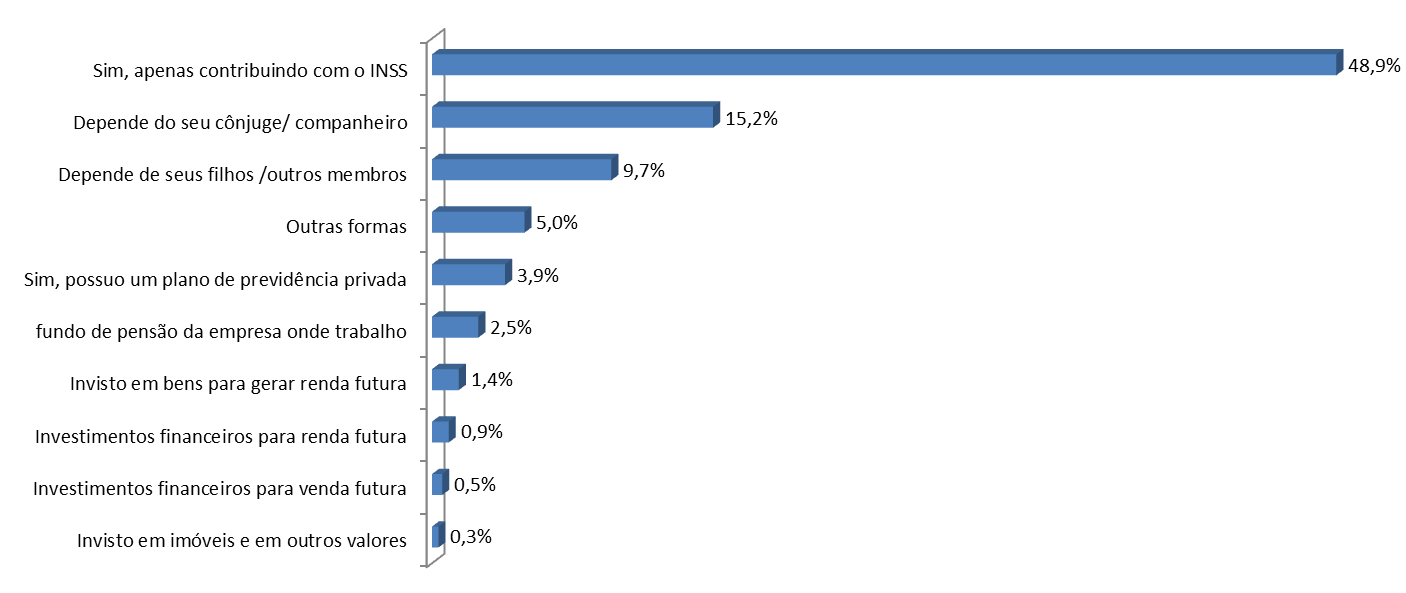 Sim, apenas contribuindo com o INSS 48,9%
Depende do seu cônjuge/ companheiro 15,2%
Depende de seus filhos /outros membros 9,7%
Outras formas 5,0%
Sim, possuo um plano de previdência privada 3,9%
fundo de pensão da empresa onde trabalho 2,5%
Invisto em bens para gerar renda futura 1,4%
Investimentos financeiros para renda futura 0,9%
Investimentos financeiros para venda futura 0,5%
Invisto em imóveis e em outros valores 0,3%